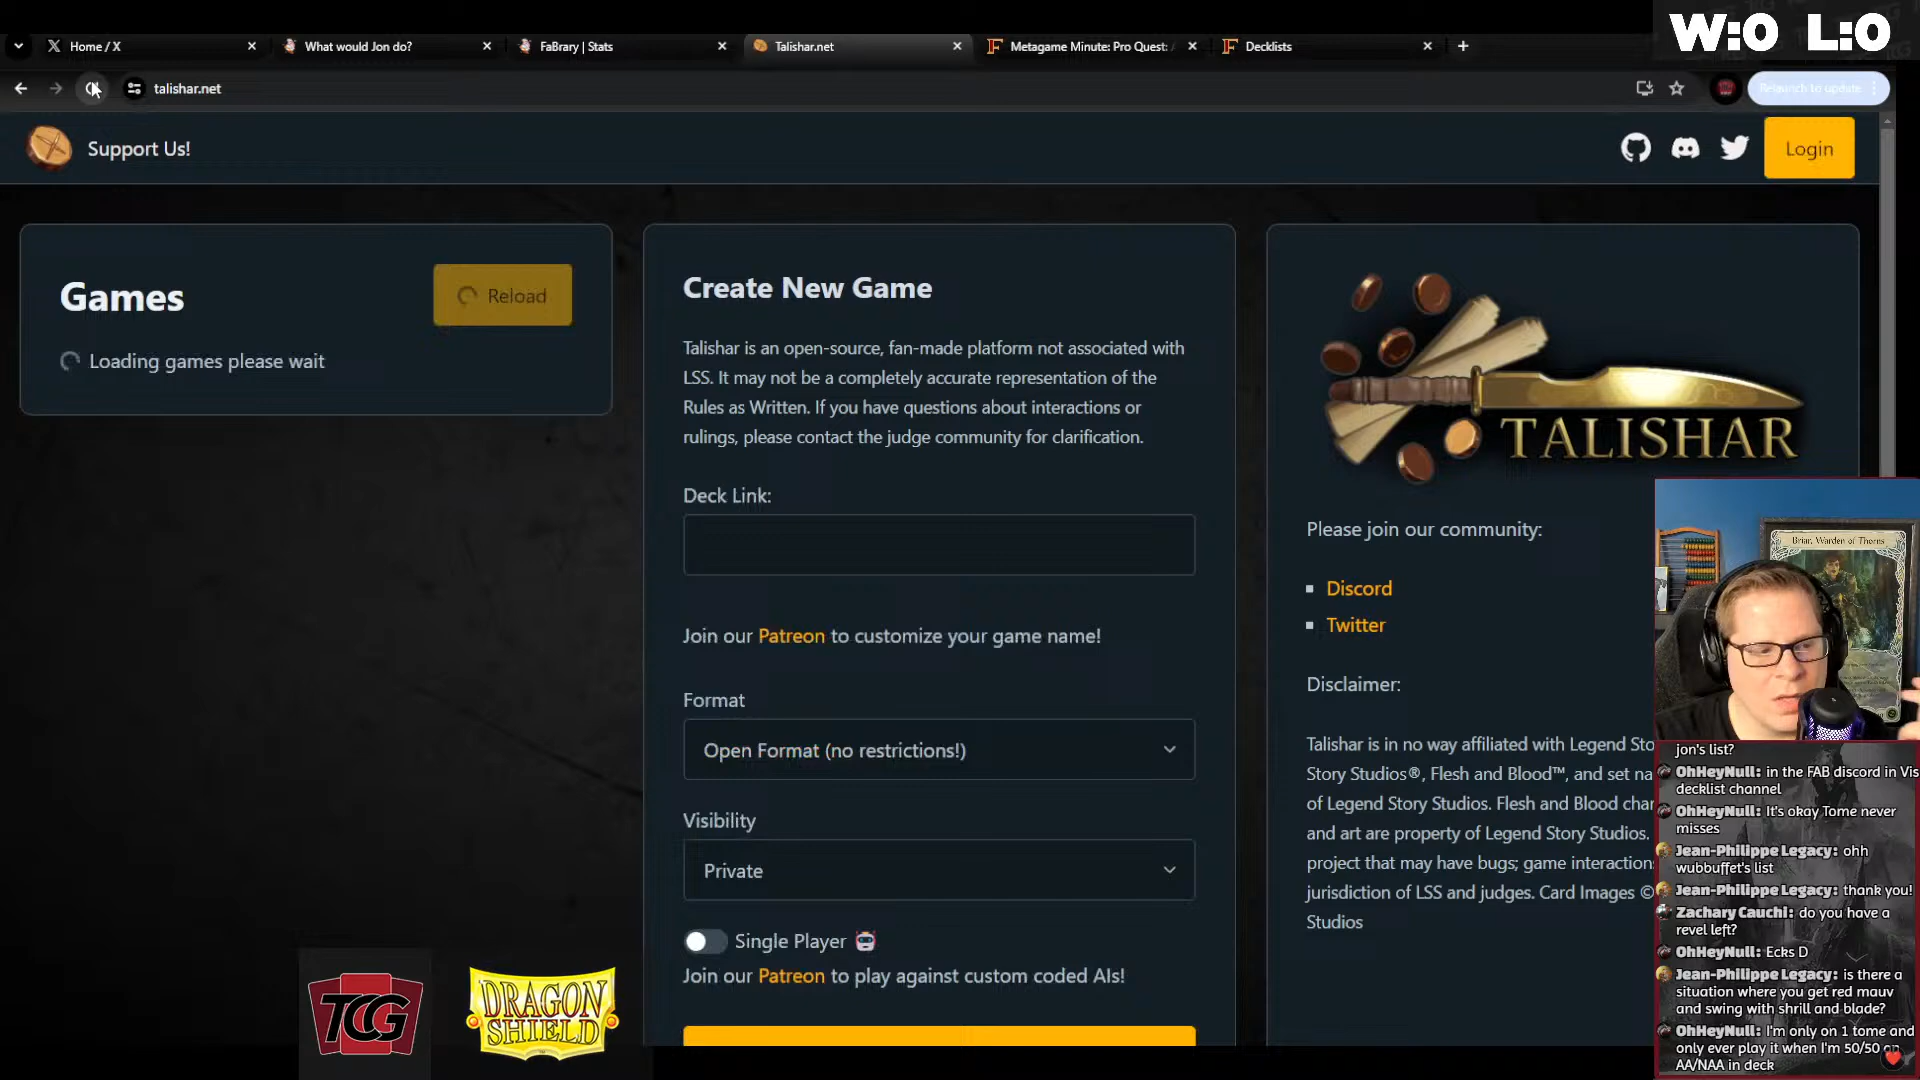 W:0 L:0
Home / X
What would Jon do?
FaBrary | Stats
Talishar.net
Metagame Minute: Pro Quest:
Decklists
talishar.net
Relaunch to update
Support Us!
Login
Games
Reload
Loading games please wait
Create New Game
Talishar is an open-source, fan-made platform not associated with
LSS. It may not be a completely accurate representation of the
Rules as Written. If you have questions about interactions or
rulings, please contact the judge community for clarification.
Deck Link:
Join our Patreon to customize your game name!
Format
Open Format (no restrictions!)
Visibility
Private
Single Player
Join our Patreon to play against custom coded AIs!
TALISHAR
Please join our community:
Discord
Twitter
Disclaimer:
Talishar is in no way affiliated with Legend Sto
Story Studios®, Flesh and Blood™, and set na
of Legend Story Studios. Flesh and Blood char
and art are property of Legend Story Studios.
project that may have bugs; game interaction
jurisdiction of LSS and judges. Card Images ©
Studios
Briar, Warden of Thorns
jon's list?
OhHeyNull: in the FAB discord in Vis
decklist channel
OhHeyNull: It's okay Tome never
misses
Jean-Philippe Legacy: ohh
wubbuffet's list
Jean-Philippe Legacy: thank you!
Zachary Cauchi: do you have a
revel left?
OhHeyNull: Ecks D
Jean-Philippe Legacy: is there a
situation where you get red mauv
and swing with shrill and blade?
OhHeyNull: I'm only on 1 tome and
only ever play it when I'm 50/50 on
AA/NAA in deck
TCG
DRAGON
SHIELD